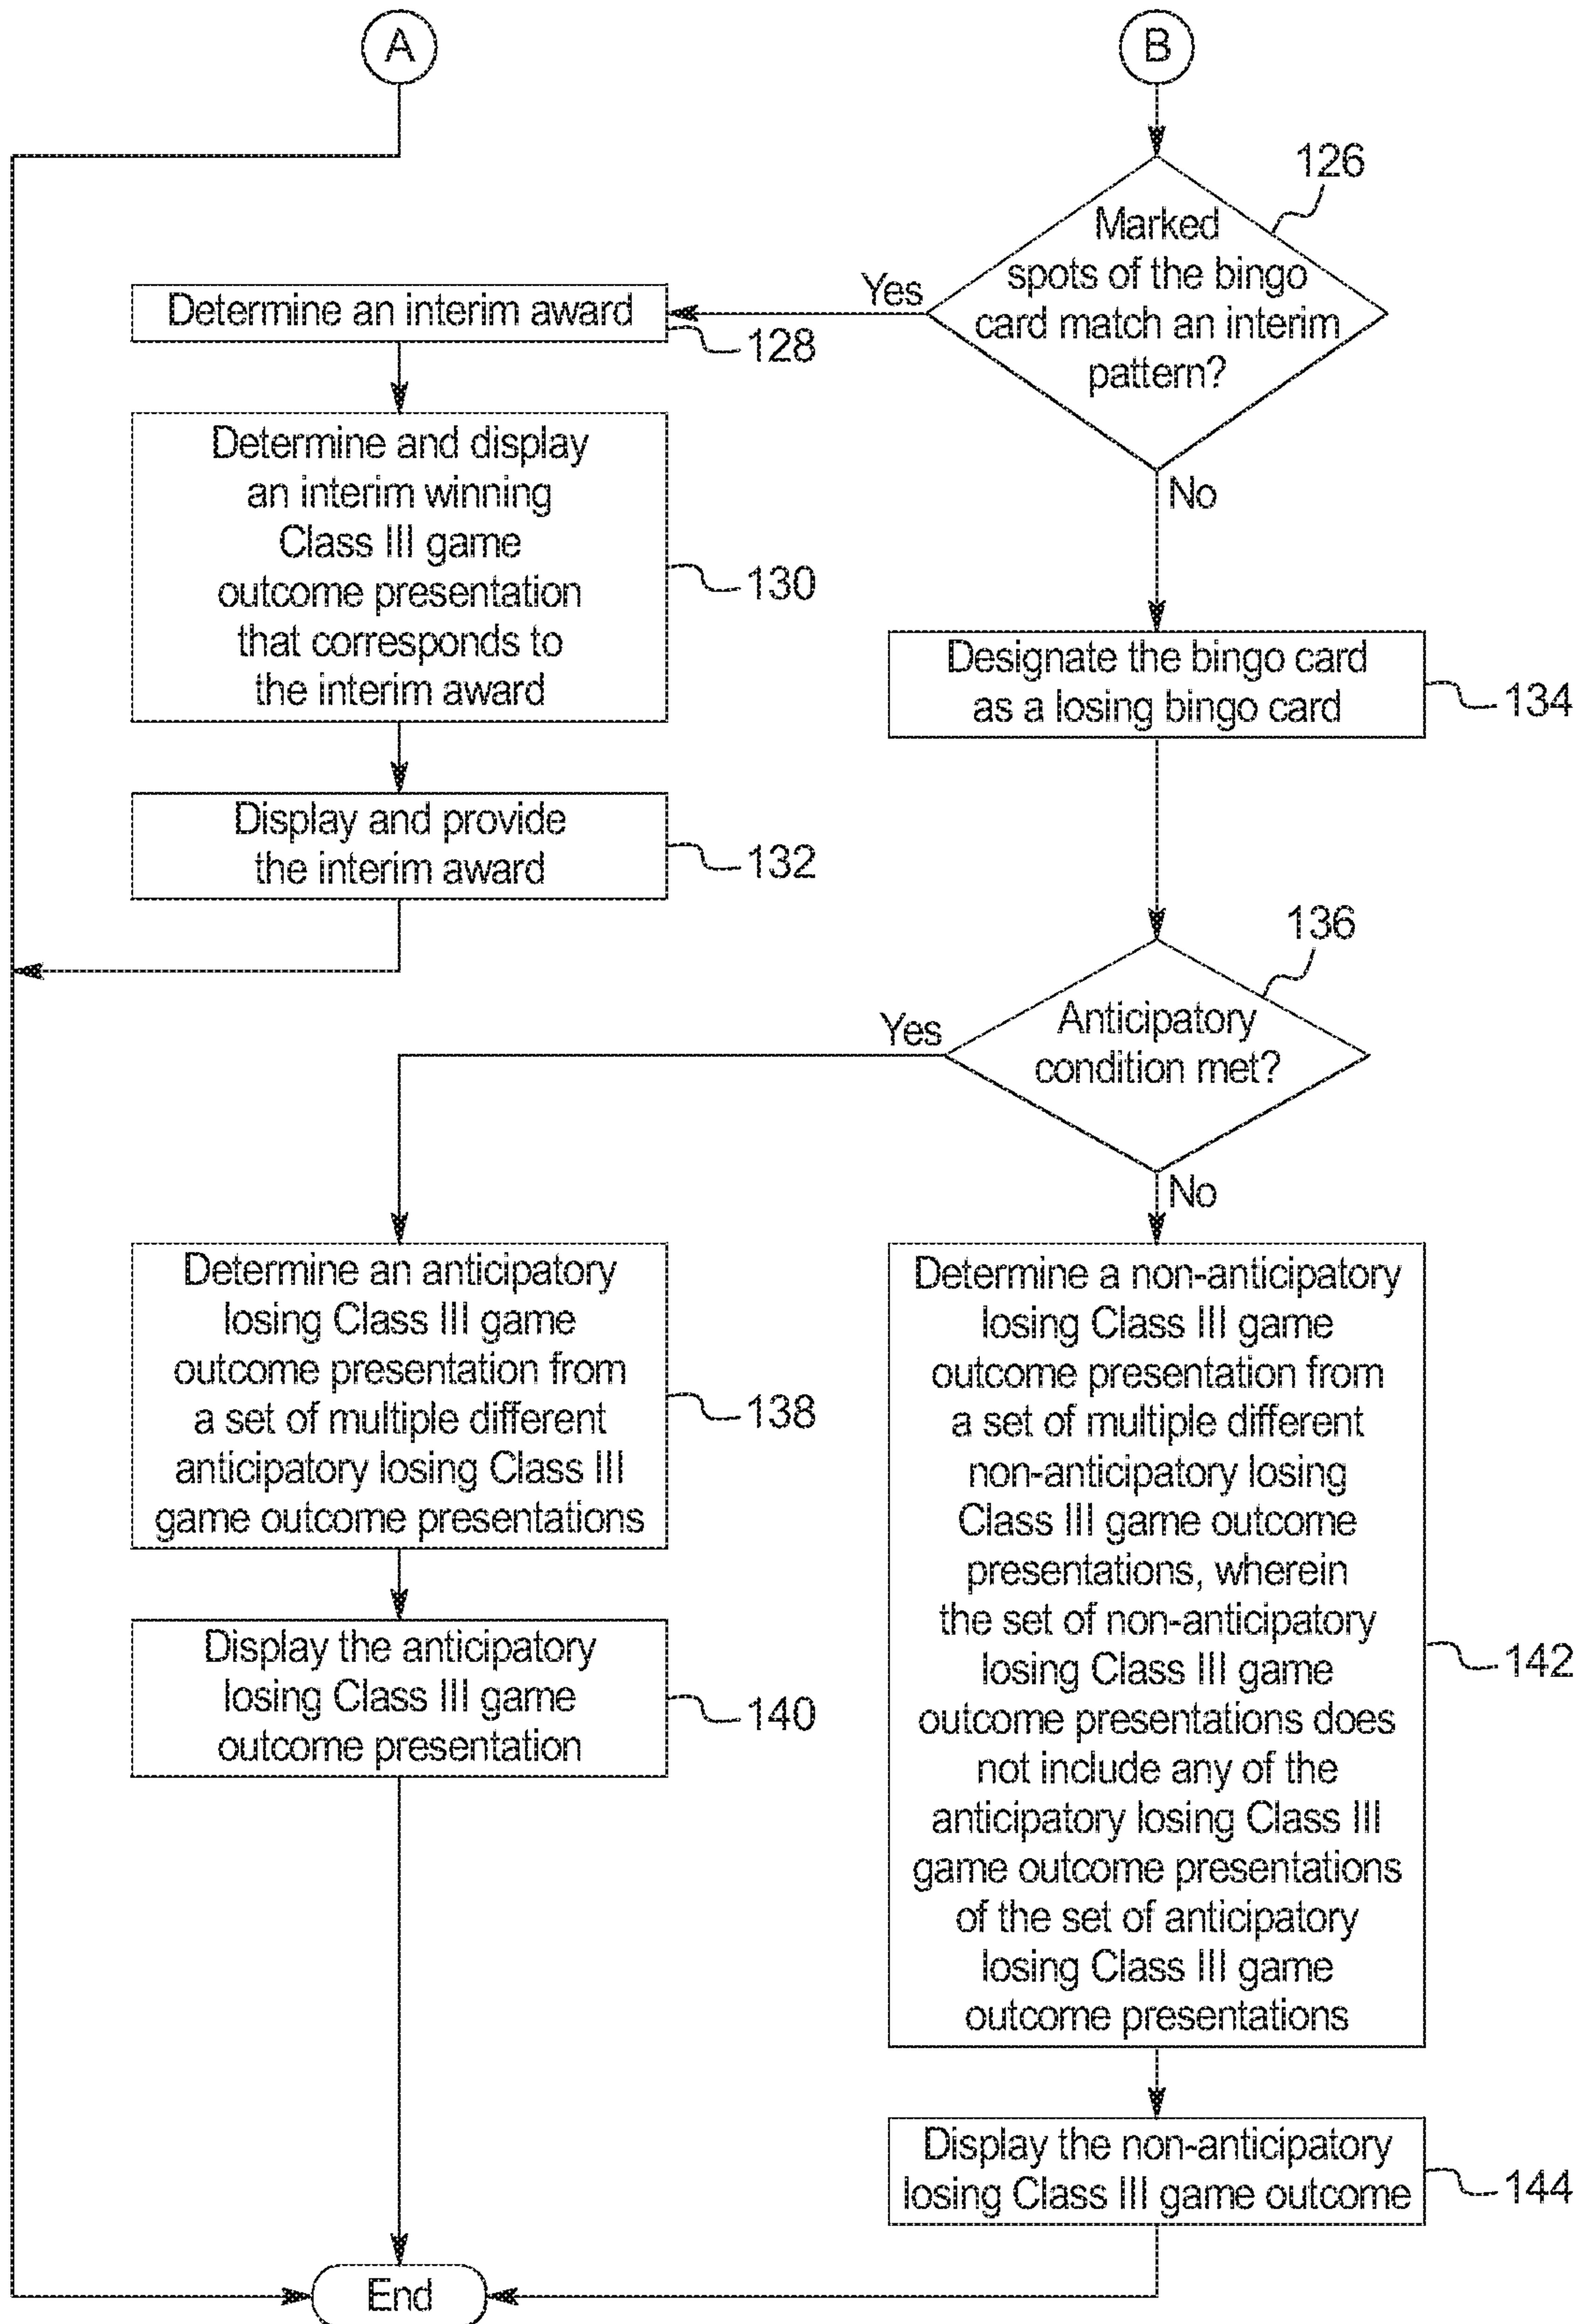 A
B
126
Marked
spots of the bingo
card match an interim
pattern?
Yes
No
Determine an interim award
128
Determine and display
an interim winning
Class III game
outcome presentation
that corresponds to
the interim award
130
Display and provide
the interim award
132
Designate the bingo card
as a losing bingo card
134
136
Anticipatory
condition met?
Yes
No
Determine an anticipatory
losing Class III game
outcome presentation from
a set of multiple different
anticipatory losing Class III
game outcome presentations
138
Display the anticipatory
losing Class III game
outcome presentation
140
Determine a non-anticipatory
losing Class III game
outcome presentation from
a set of multiple different
non-anticipatory losing
Class III game outcome
presentations, wherein
the set of non-anticipatory
losing Class III game
outcome presentations does
not include any of the
anticipatory losing Class III
game outcome presentations
of the set of anticipatory
losing Class III game
outcome presentations
142
Display the non-anticipatory
losing Class III game outcome
144
End